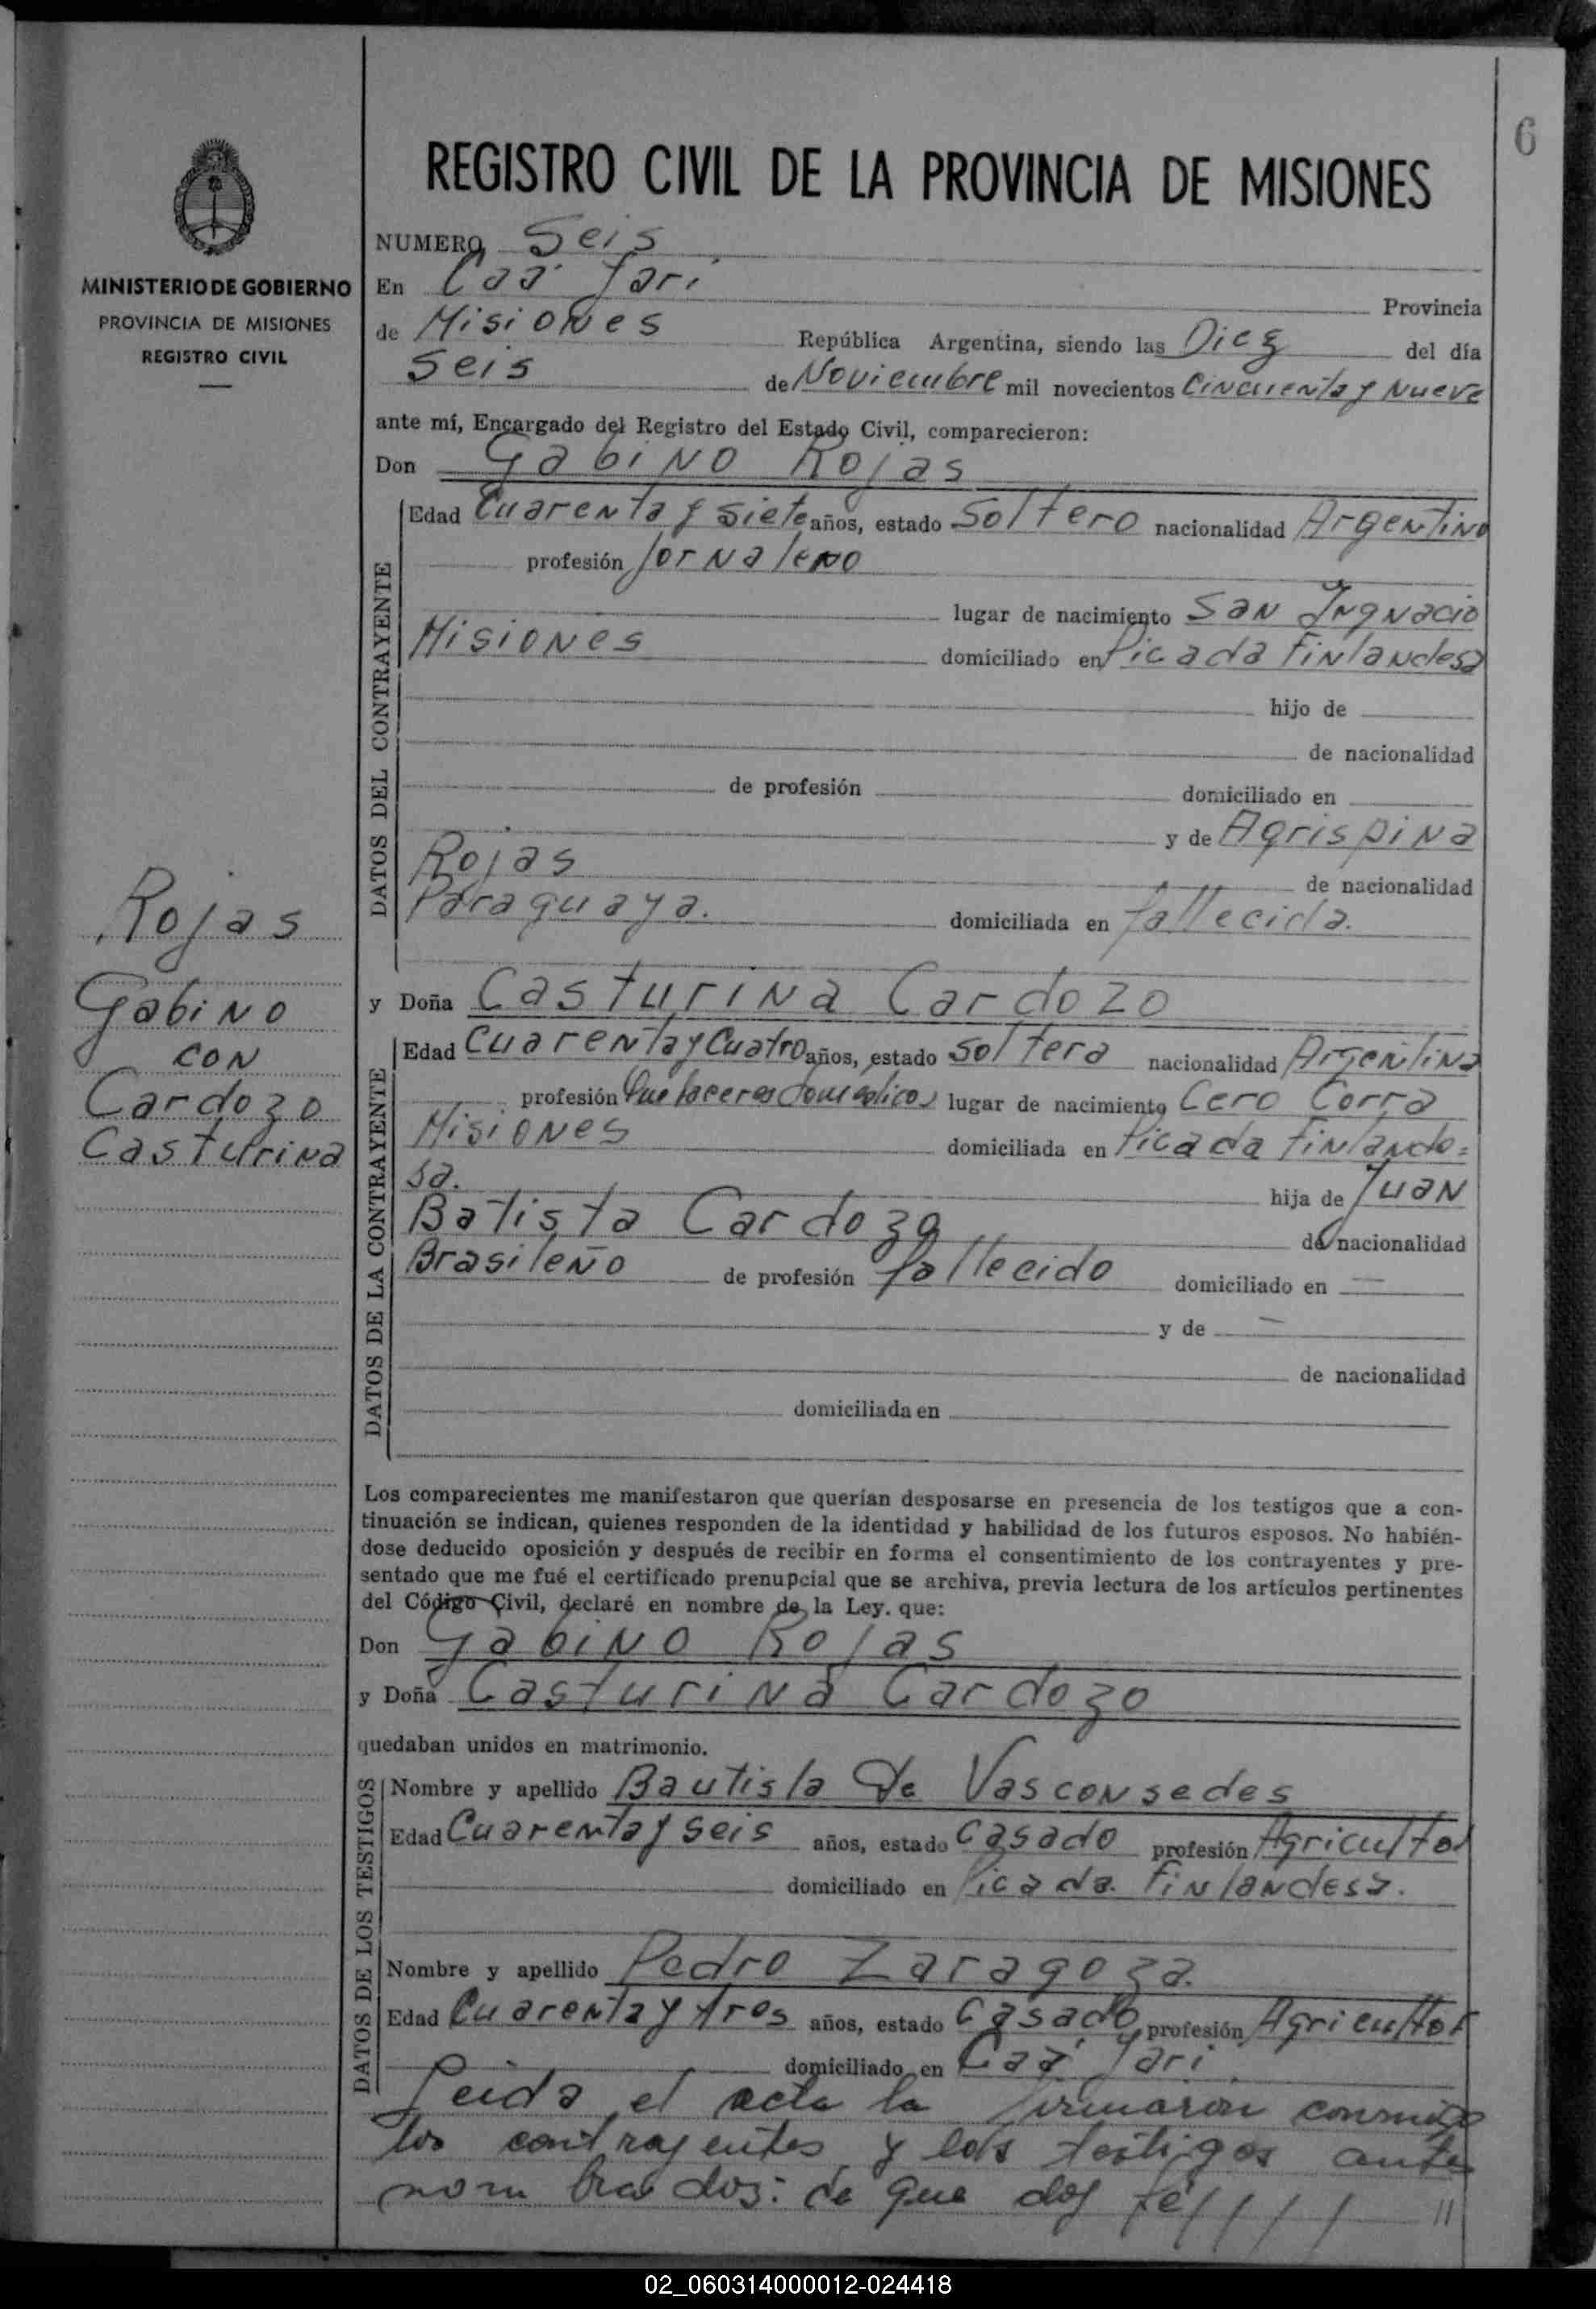 6
REGISTRO CIVIL DE LA PROVINCIA DE MISIONES
MINISTERIO DE GOBIERNO
PROVINCIA DE MISIONES
REGISTRO CIVIL
NUMERO Seis
En Caá Yarí Provincia
de Misiones República Argentina, siendo las Diez del día
Seis de Noviembre mil novecientos Cincuenta y Nueve
ante mí, Encargado del Registro del Estado Civil, comparecieron:
Don Gabino Rojas
DATOS DEL CONTRAYENTE
Edad Cuarenta y Siete años, estado Soltero nacionalidad Argentino
profesión Jornalero
lugar de nacimiento San Ingnacio
Misiones domiciliado en Picada Finlandesa
hijo de
de nacionalidad
de profesión domiciliado en
y de Agrispina
Rojas de nacionalidad
Paraguaya. domiciliada en fallecida.
Rojas
Gabino
con
Cardozo
Casturina
y Doña Casturina Cardozo
DATOS DE LA CONTRAYENTE
Edad Cuarenta y Cuatro años, estado Soltera nacionalidad Argentina
profesión Que haceres domestico lugar de nacimiento Cero Corra
Misiones domiciliada en Picada Finlande=
sa. hija de Juan
Batista Cardozo de nacionalidad
Brasileño de profesión fallecido domiciliado en —
y de —
de nacionalidad
domiciliada en
Los comparecientes me manifestaron que querían desposarse en presencia de los testigos que a con-
tinuación se indican, quienes responden de la identidad y habilidad de los futuros esposos. No habién-
dose deducido oposición y después de recibir en forma el consentimiento de los contrayentes y pre-
sentado que me fué el certificado prenupcial que se archiva, previa lectura de los artículos pertinentes
del Código Civil, declaré en nombre de la Ley. que:
Don Gabino Rojas
y Doña Casturina Cardozo
quedaban unidos en matrimonio.
DATOS DE LOS TESTIGOS
Nombre y apellido Bautista De Vasconsedes
Edad Cuarenta y Seis años, estado Casado profesión Agricultor
domiciliado en Picada Finlandesa.
Nombre y apellido Pedro Zaragoza.
Edad Cuarenta y tres años, estado Casado profesión Agricultor
domiciliado en Caá Yarí.
Leida el acta la firmaron conmigo
los contrayentes y los testigos ante
nombrados: de que doy fé / / / / //
02_060314000012-024418